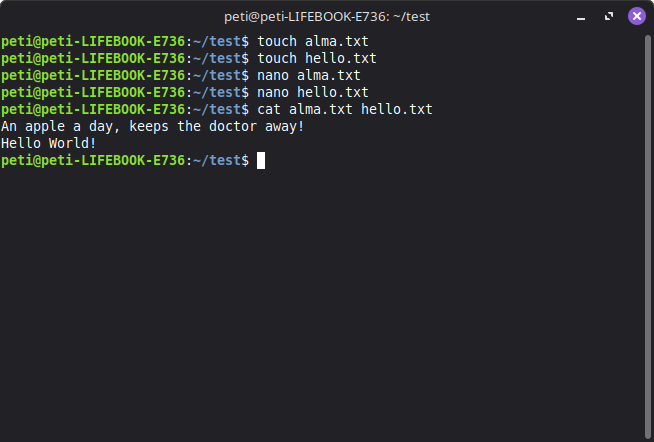 peti@peti-LIFEBOOK-E736: ~/test
peti@peti-LIFEBOOK-E736:~/test$ touch alma.txt
peti@peti-LIFEBOOK-E736:~/test$ touch hello.txt
peti@peti-LIFEBOOK-E736:~/test$ nano alma.txt
peti@peti-LIFEBOOK-E736:~/test$ nano hello.txt
peti@peti-LIFEBOOK-E736:~/test$ cat alma.txt hello.txt
An apple a day, keeps the doctor away!
Hello World!
peti@peti-LIFEBOOK-E736:~/test$